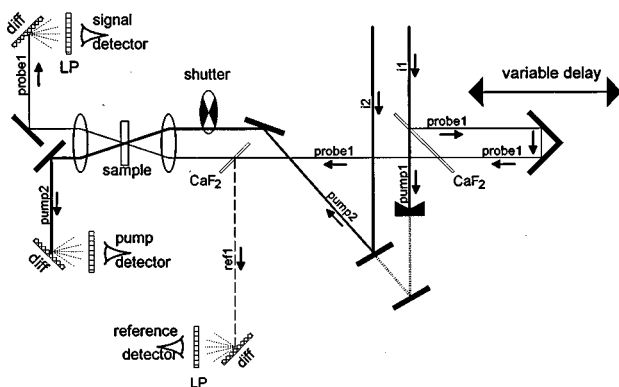 diff
signal
detector
LP
probe1
shutter
i2
i1
variable delay
probe1
probe1
probe1
sample
CaF2
CaF2
pump1
pump2
pump2
pump
detector
diff
ref1
reference
detector
diff
LP